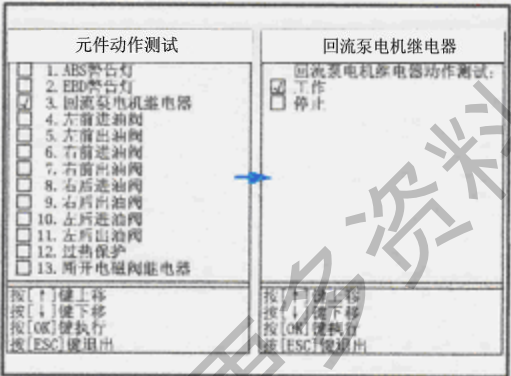 元件动作测试
1. ABS警告灯
2. EBD警告灯
3. 回流泵电机继电器
4. 左前进油阀
5. 左前出油阀
6. 右前进油阀
7. 右前出油阀
8. 右后进油阀
9. 右后出油阀
10. 左后进油阀
11. 左后出油阀
12. 过热保护
13. 断开电磁阀继电器
按[↑]键上移
按[↓]键下移
按[OK]键执行
按[ESC]键退出
回流泵电机继电器
回流泵电机继电器动作测试:
工作
停止
按[↑]键上移
按[↓]键下移
按[OK]键执行
按[ESC]键退出
更多资料